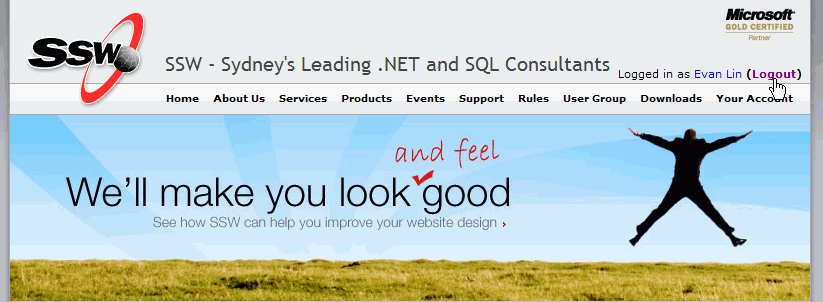 SSW
Microsoft
GOLD CERTIFIED
Partner
SSW - Sydney's Leading .NET and SQL Consultants
Logged in as Evan Lin (Logout)
Home About Us Services Products Events Support Rules User Group Downloads Your Account
and feel
We'll make you look good
See how SSW can help you improve your website design ›